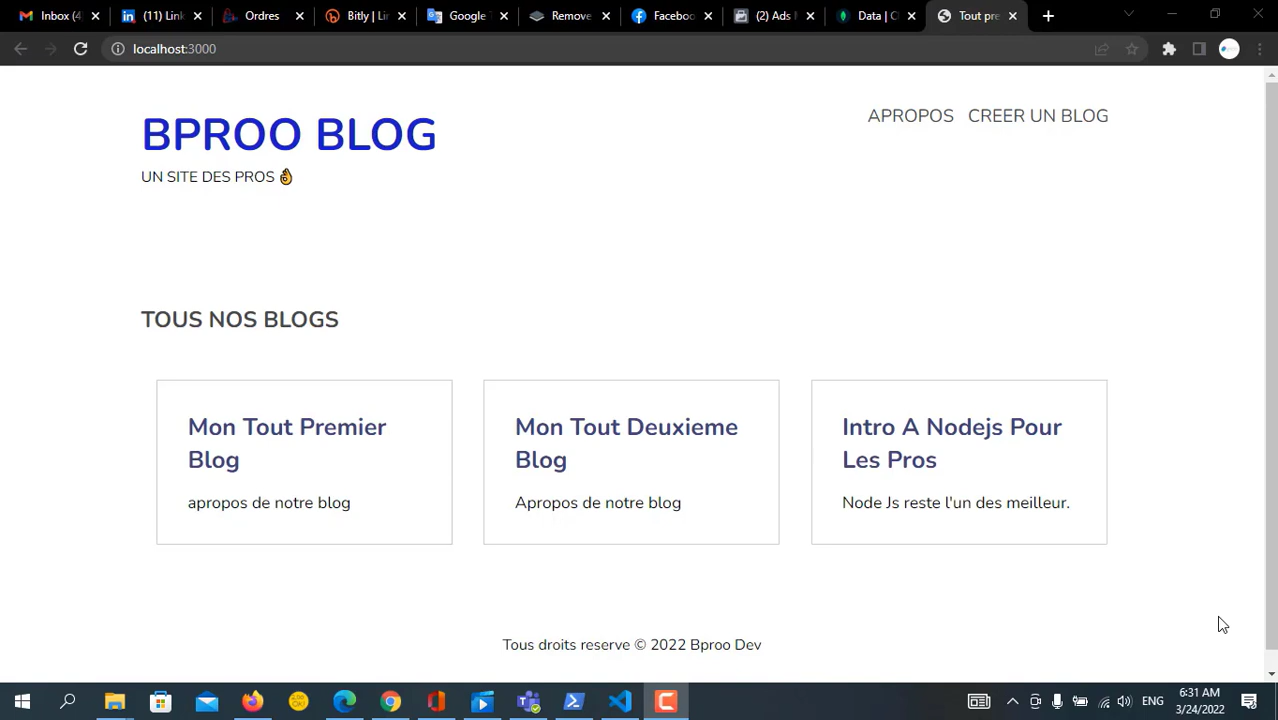 Inbox (4
(11) Link
Ordres
Bitly | Lin
Google T
Remove
Faceboo
(2) Ads M
Data | C
Tout pre
localhost:3000
BPROO BLOG
APROPOS CREER UN BLOG
UN SITE DES PROS 👌
TOUS NOS BLOGS
Mon Tout Premier
Blog
apropos de notre blog
Mon Tout Deuxieme
Blog
Apropos de notre blog
Intro A Nodejs Pour
Les Pros
Node Js reste l'un des meilleur.
Tous droits reserve © 2022 Bproo Dev
ENG
6:31 AM
3/24/2022